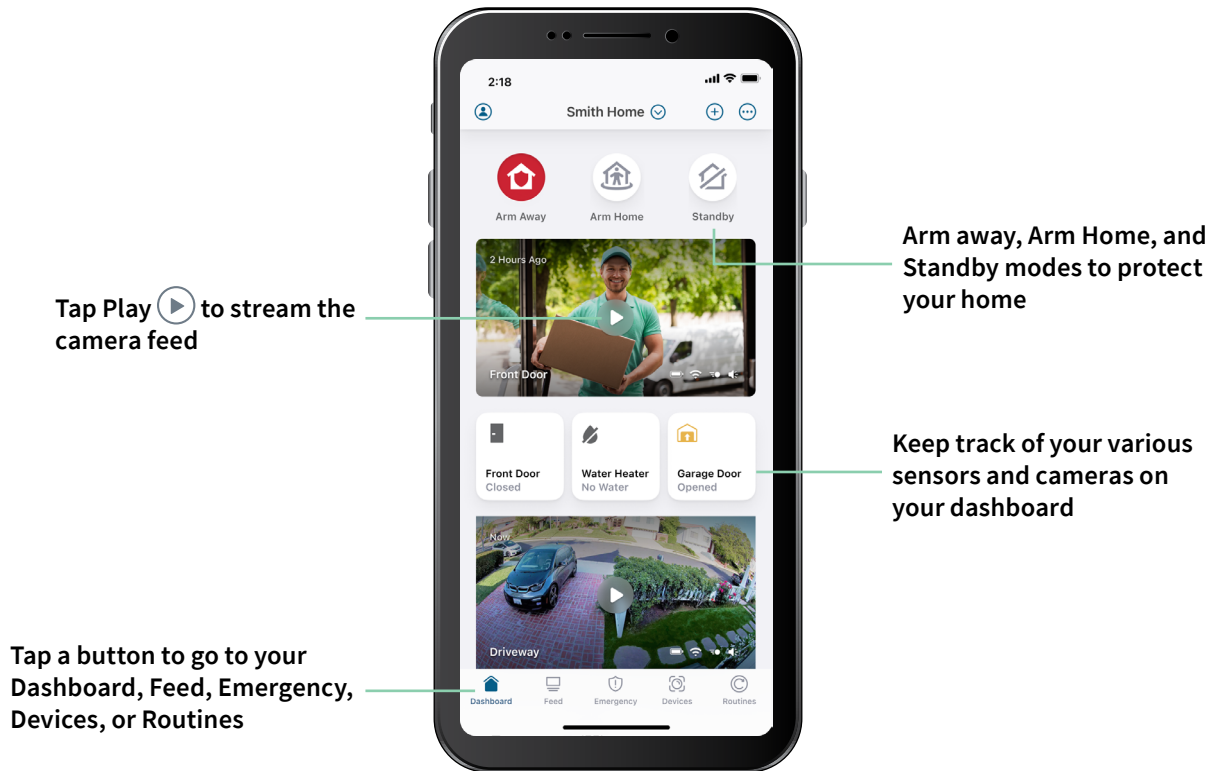 2:18
Smith Home
Arm Away
Arm Home
Standby
2 Hours Ago
Front Door
Arm away, Arm Home, and
Standby modes to protect
your home
Tap Play to stream the
camera feed
Front Door
Closed
Water Heater
No Water
Garage Door
Opened
Keep track of your various
sensors and cameras on
your dashboard
Now
Driveway
Tap a button to go to your
Dashboard, Feed, Emergency,
Devices, or Routines
Dashboard
Feed
Emergency
Devices
Routines